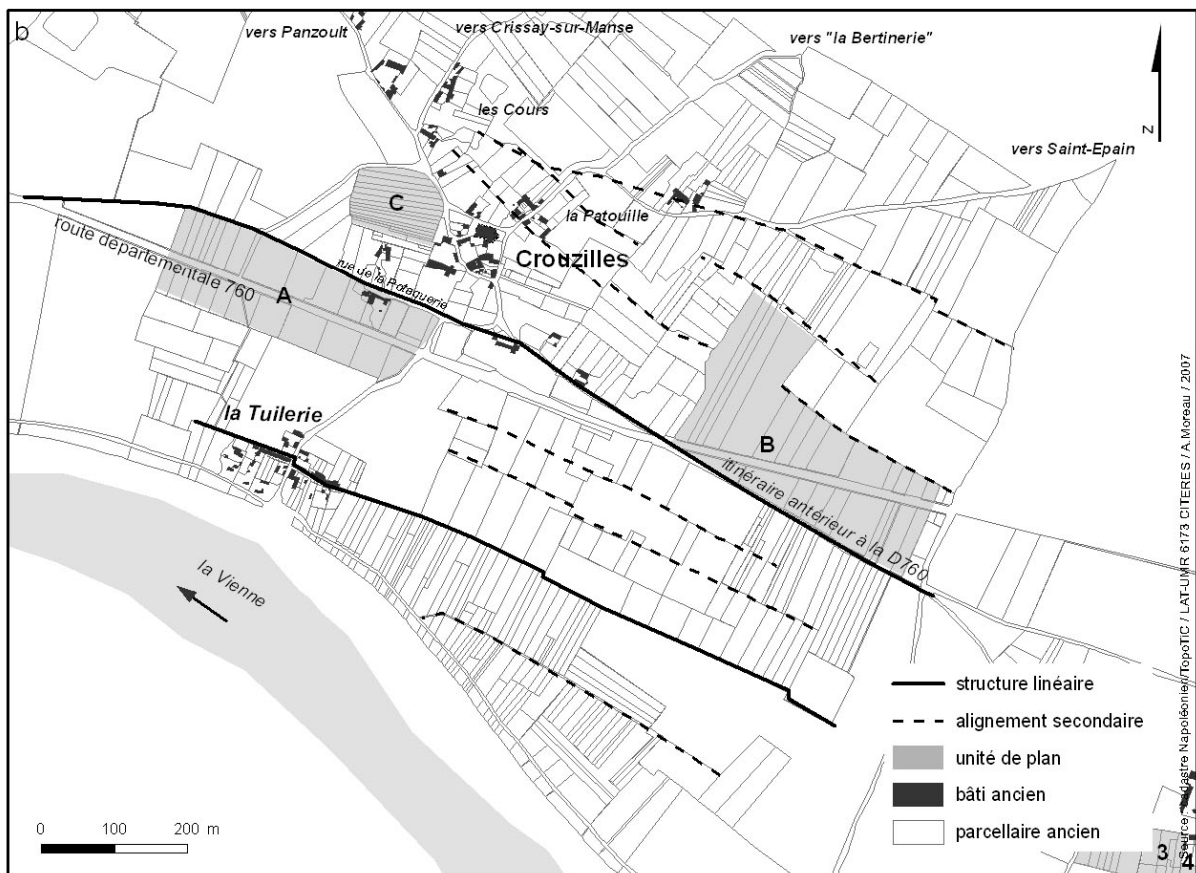 b
vers Panzoult
vers Crissay-sur-Manse
vers "la Bertinerie"
N
les Cours
vers Saint-Epain
C
la Patouille
Crouzilles
route départementale 760
A
rue de la Poteguerie
la Tuilerie
B
itinéraire antérieur à la D760
la Vienne
structure linéaire
alignement secondaire
unité de plan
bâti ancien
parcellaire ancien
0 100 200 m
3
4
Source : cadastre Napoléonien/TopoTiC / LAT-UMR 6173 CITERES / A.Moreau / 2007